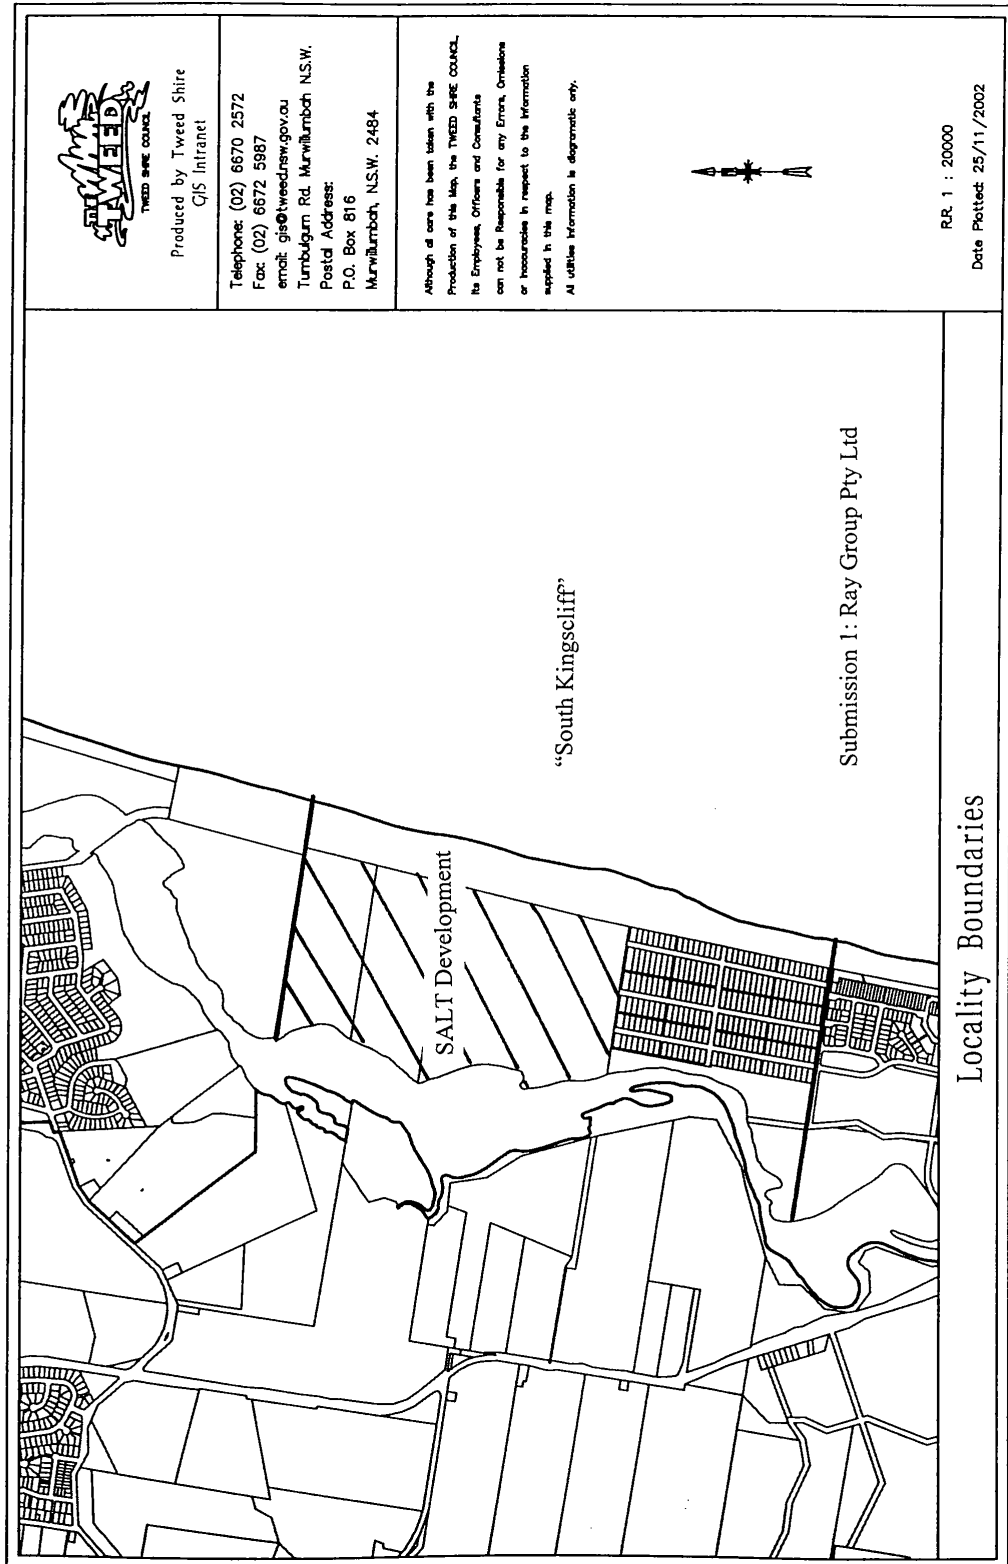 TWEED
TWEED SHIRE COUNCIL
Produced by Tweed Shire
GIS Intranet
Telephone: (02) 6670 2572
Fax: (02) 6672 5987
email: gis@tweed.nsw.gov.au
Tumbulgum Rd. Murwillumbah N.S.W.
Postal Address:
P.O. Box 816
Murwillumbah, N.S.W. 2484
Although all care has been taken with the
Production of this Map, the TWEED SHIRE COUNCIL,
its Employees, Officers and Consultants
can not be Responsible for any Errors, Omissions
or Inaccuracies in respect to the Information
supplied in this map.
All utilities information is diagramatic only.
R.R. 1 : 20000
Date Plotted: 25/11/2002
SALT Development
“South Kingscliff”
Submission 1: Ray Group Pty Ltd
Locality Boundaries